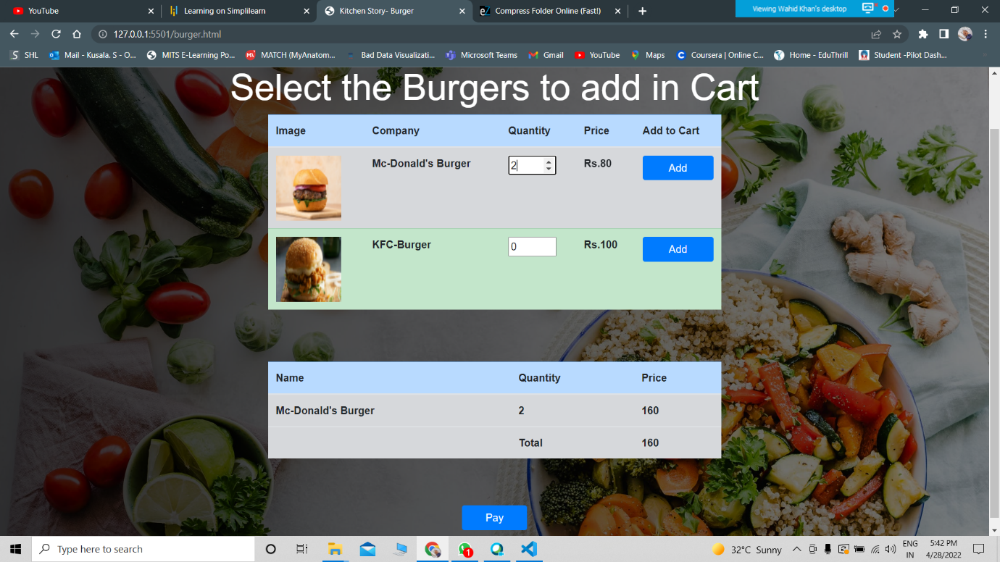 YouTube
Learning on Simplilearn
Kitchen Story- Burger
eZ Compress Folder Online (Fast!)
Viewing Wahid Khan's desktop
127.0.0.1:5501/burger.html
S SHL
Mail - Kusala. S - O...
MITS E-Learning Po...
MATCH (MyAnatom...
Bad Data Visualizati...
Microsoft Teams
Gmail
YouTube
Maps
C Coursera | Online C...
Home - EduThrill
Student -Pilot Dash...
Select the Burgers to add in Cart
Image Company Quantity Price Add to Cart
Mc-Donald's Burger 2 Rs.80 Add
KFC-Burger 0 Rs.100 Add
Name Quantity Price
Mc-Donald's Burger 2 160
Total 160
Pay
Type here to search
1
32°C Sunny
ENG
IN
5:42 PM
4/28/2022